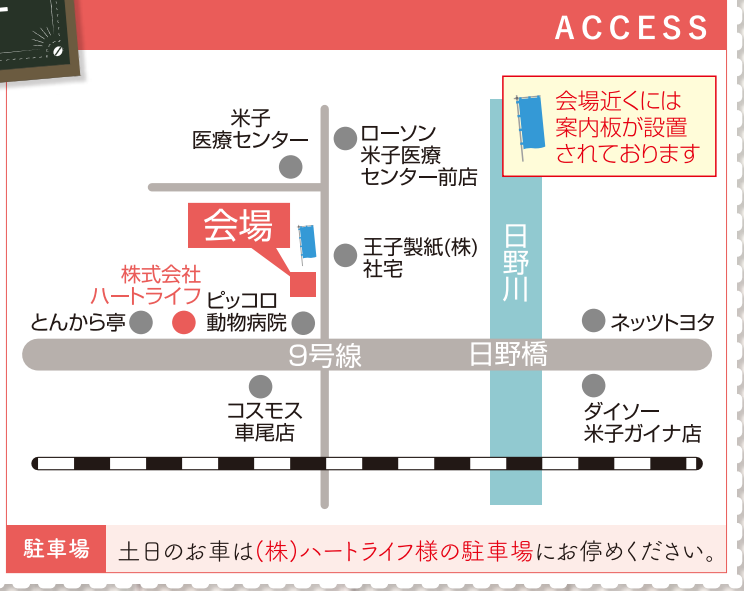 ACCESS
会場近くには
案内板が設置
されております
米子
医療センター
ローソン
米子医療
センター前店
会場
王子製紙(株)
社宅
日野川
株式会社
ハートライフ
ピッコロ
動物病院
とんから亭
ネッツトヨタ
9号線
日野橋
コスモス
車尾店
ダイソー
米子ガイナ店
駐車場
土日のお車は(株)ハートライフ様の駐車場にお停めください。